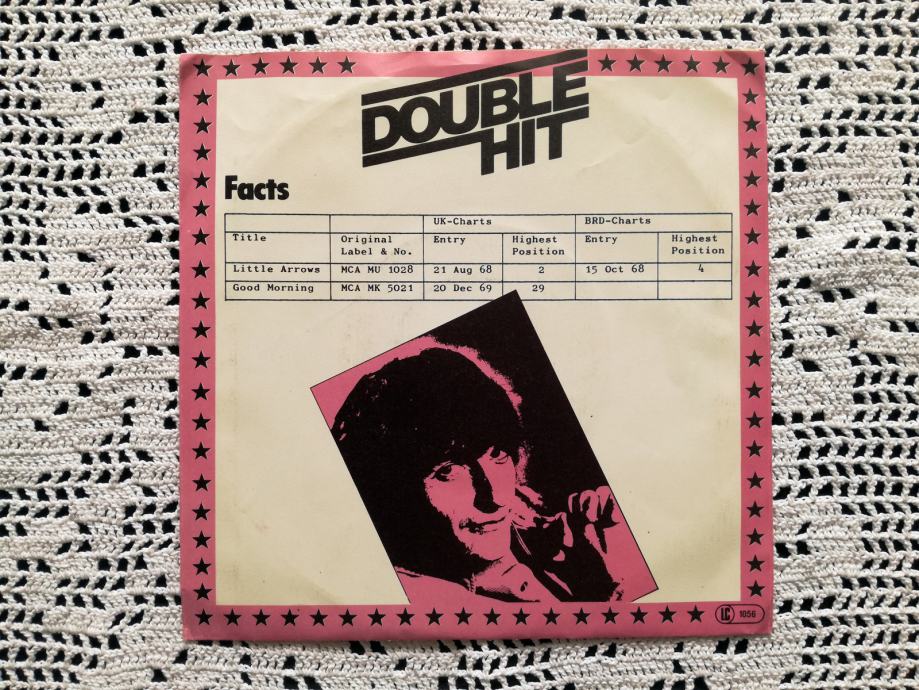 DOUBLE
HIT
Facts
UK-Charts BRD-Charts
Title Original Label & No. Entry Highest Position Entry Highest Position
Little Arrows MCA MU 1028 21 Aug 68 2 15 Oct 68 4
Good Morning MCA MK 5021 20 Dec 69 29
LC 1056